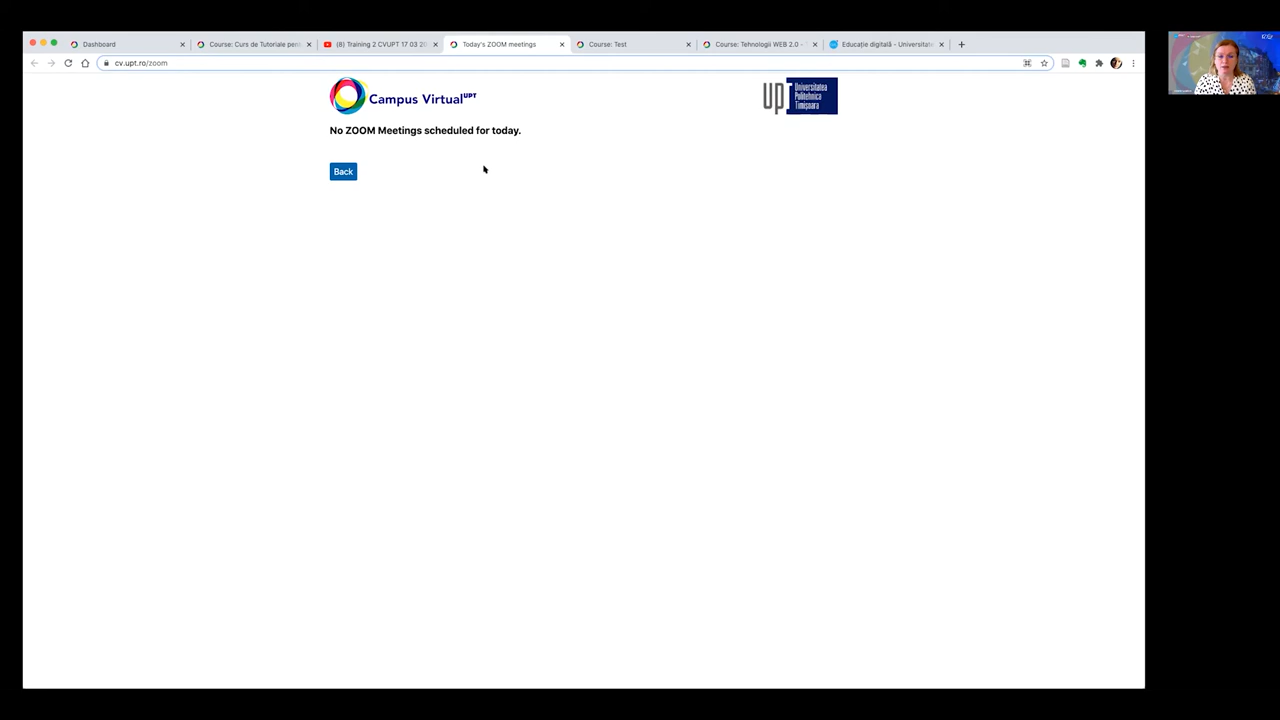 Dashboard
Course: Curs de Tutoriale pen
(8) Training 2 CVUPT 17 03 20
Today's ZOOM meetings
Course: Test
Course: Tehnologii WEB 2.0 -
Educație digitală - Universitate
cv.upt.ro/zoom
Campus Virtual UPT
upt Universitatea
Politehnica
Timișoara
No ZOOM Meetings scheduled for today.
Back